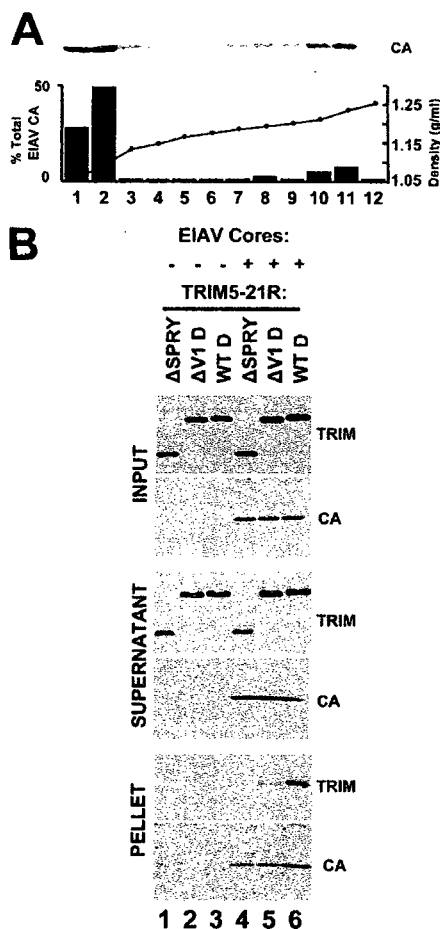 A
CA
% Total
EIAV CA
50
0
1.25
1.15
1.05
Density (g/ml)
1 2 3 4 5 6 7 8 9 10 11 12
B
EIAV Cores:
- - - + + +
TRIM5-21R:
ΔSPRY ΔV1 D WT D ΔSPRY ΔV1 D WT D
INPUT
TRIM
CA
SUPERNATANT
TRIM
CA
PELLET
TRIM
CA
1 2 3 4 5 6